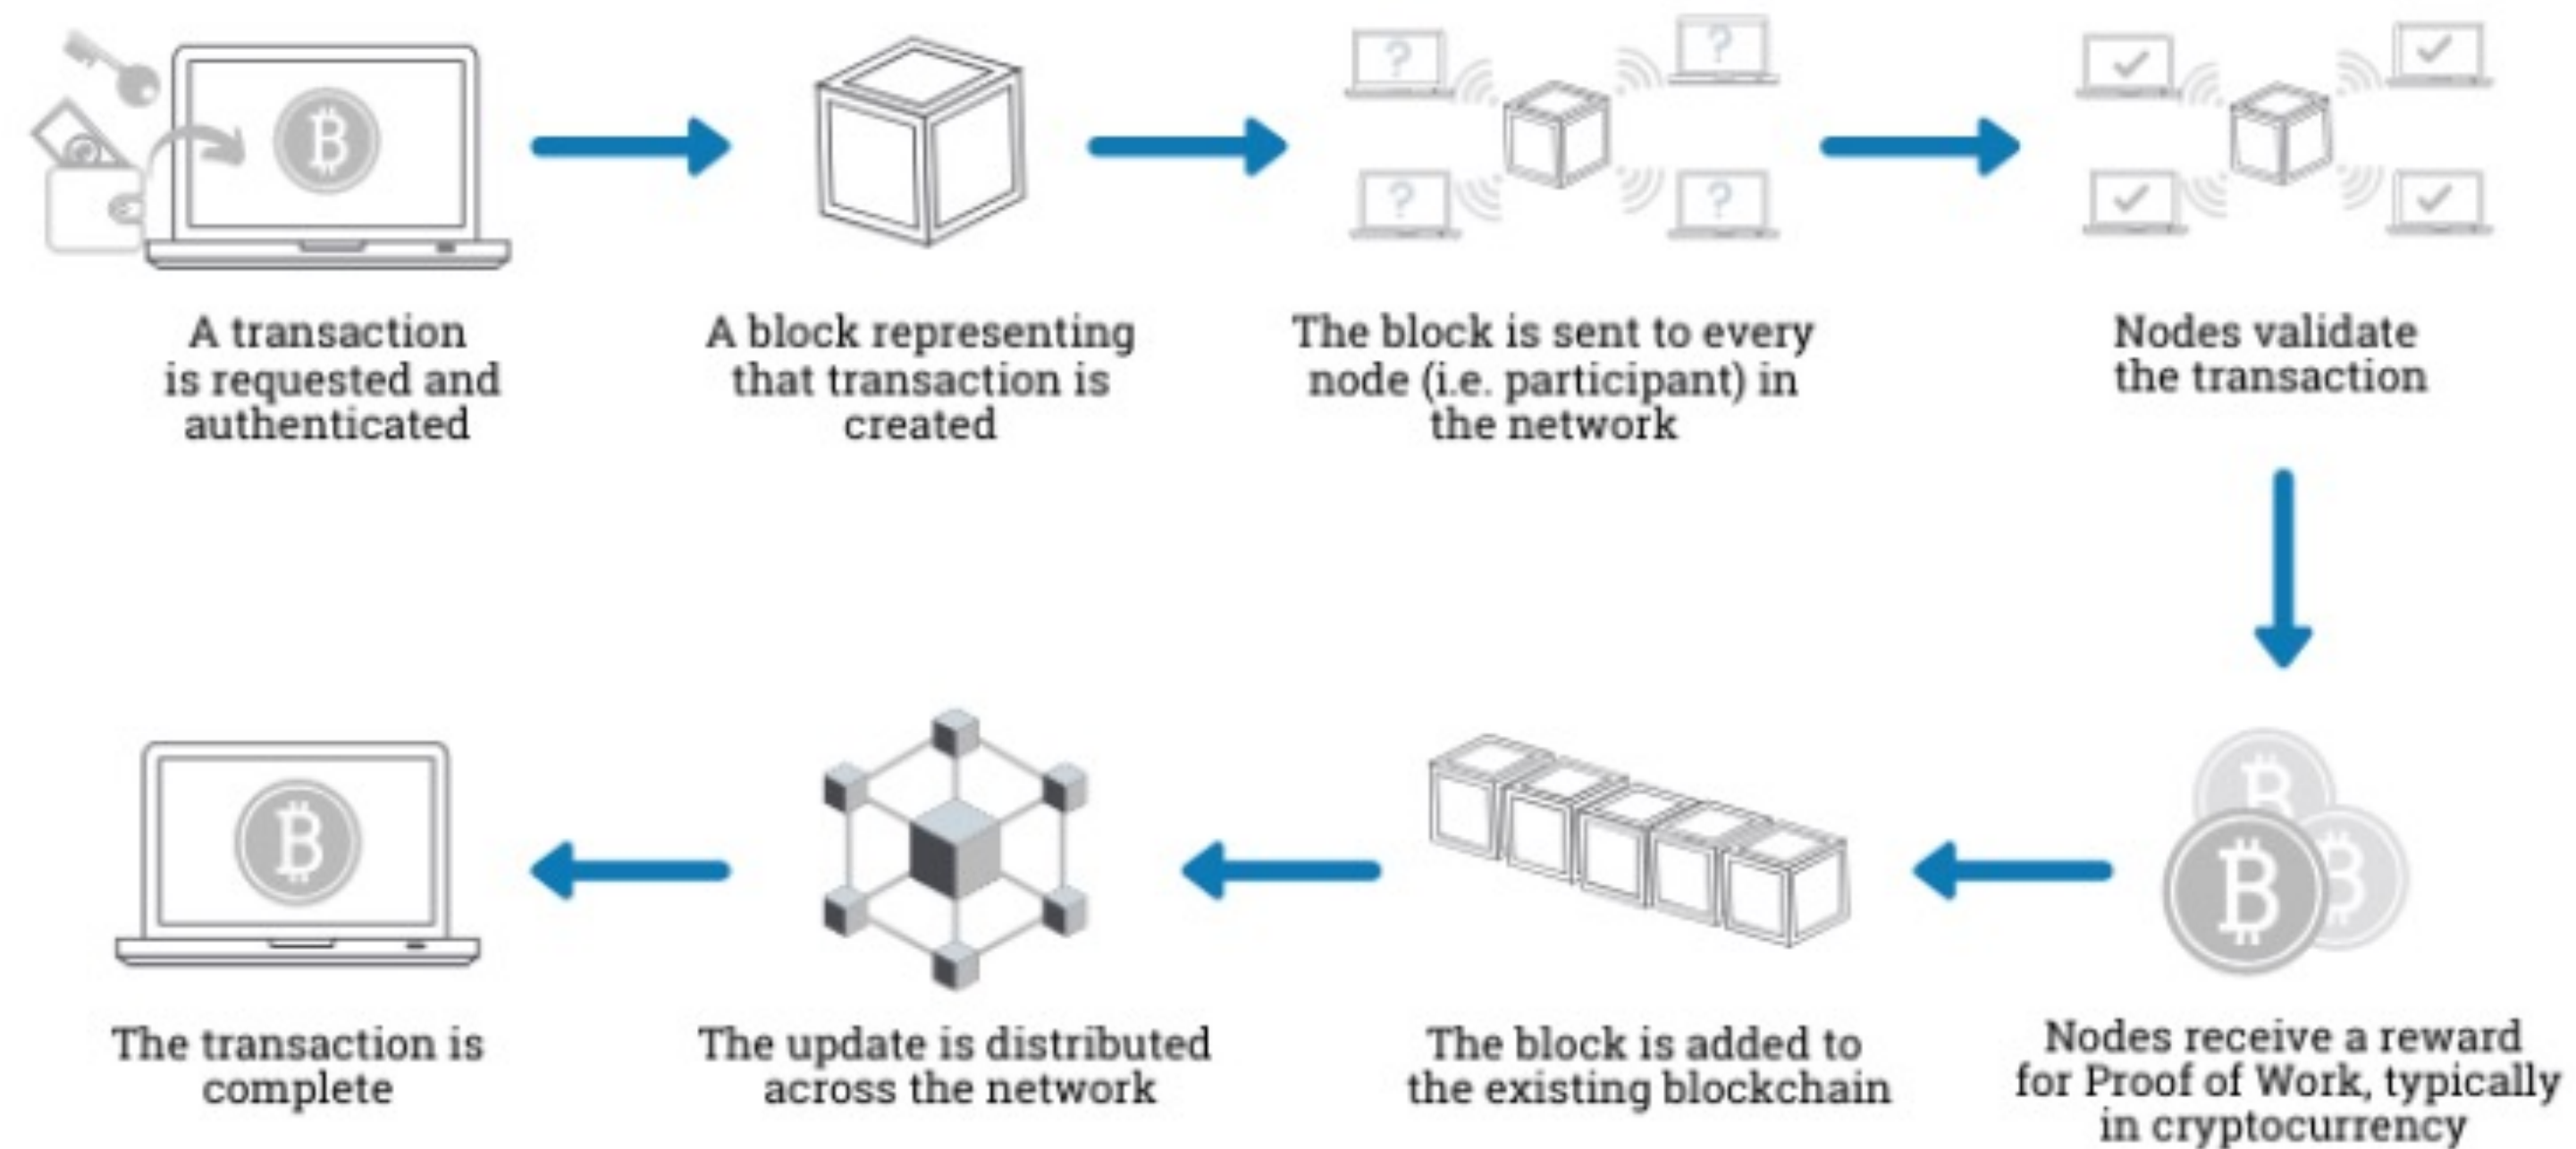 A transaction
is requested and
authenticated
A block representing
that transaction is
created
The block is sent to every
node (i.e. participant) in
the network
Nodes validate
the transaction
Nodes receive a reward
for Proof of Work, typically
in cryptocurrency
The block is added to
the existing blockchain
The update is distributed
across the network
The transaction is
complete